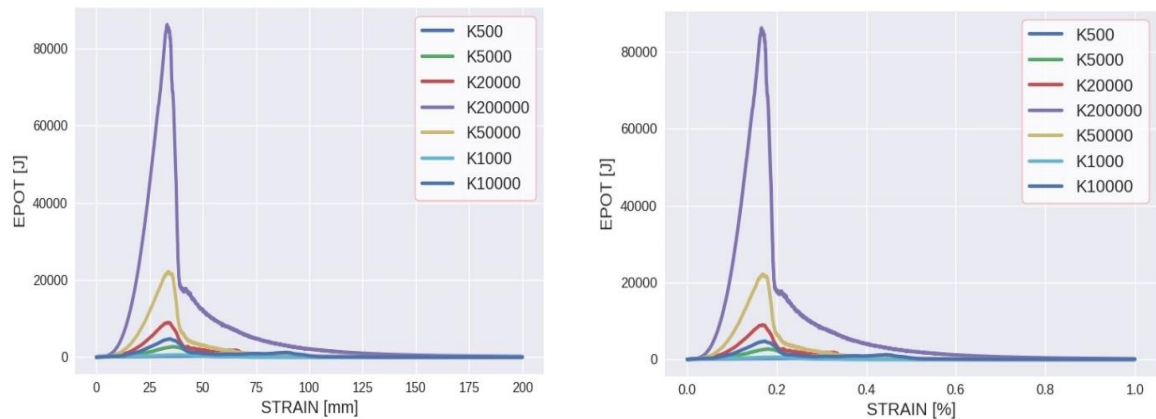 80000
60000
40000
20000
0
EPOT [J]
K500
K5000
K20000
K200000
K50000
K1000
K10000
0 25 50 75 100 125 150 175 200
STRAIN [mm]
80000
60000
40000
20000
0
EPOT [J]
K500
K5000
K20000
K200000
K50000
K1000
K10000
0.0 0.2 0.4 0.6 0.8 1.0
STRAIN [%]